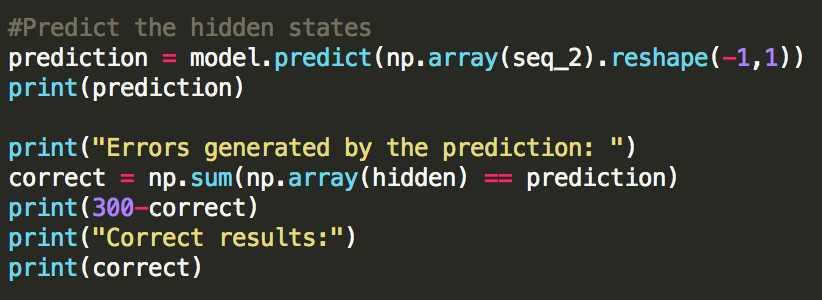 #Predict the hidden states
prediction = model.predict(np.array(seq_2).reshape(-1,1))
print(prediction)
print("Errors generated by the prediction: ")
correct = np.sum(np.array(hidden) == prediction)
print(300-correct)
print("Correct results:")
print(correct)